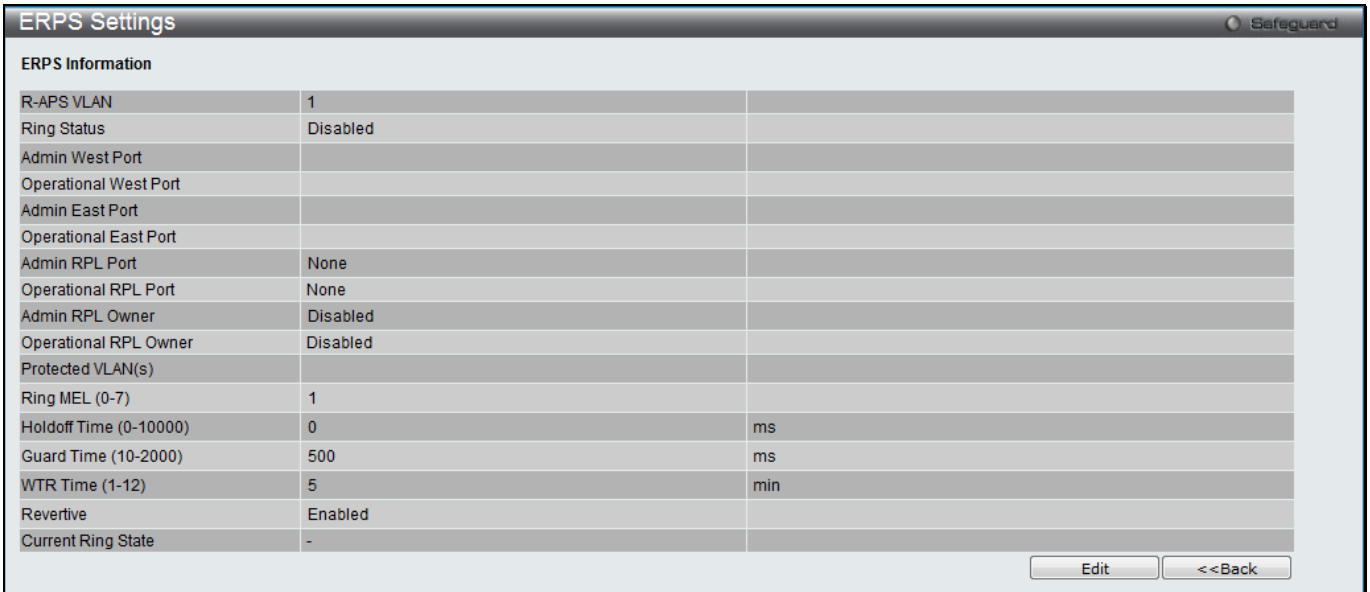 ERPS Settings
Safeguard
ERPS Information
R-APS VLAN 1
Ring Status Disabled
Admin West Port
Operational West Port
Admin East Port
Operational East Port
Admin RPL Port None
Operational RPL Port None
Admin RPL Owner Disabled
Operational RPL Owner Disabled
Protected VLAN(s)
Ring MEL (0-7) 1
Holdoff Time (0-10000) 0 ms
Guard Time (10-2000) 500 ms
WTR Time (1-12) 5 min
Revertive Enabled
Current Ring State -
Edit <<Back